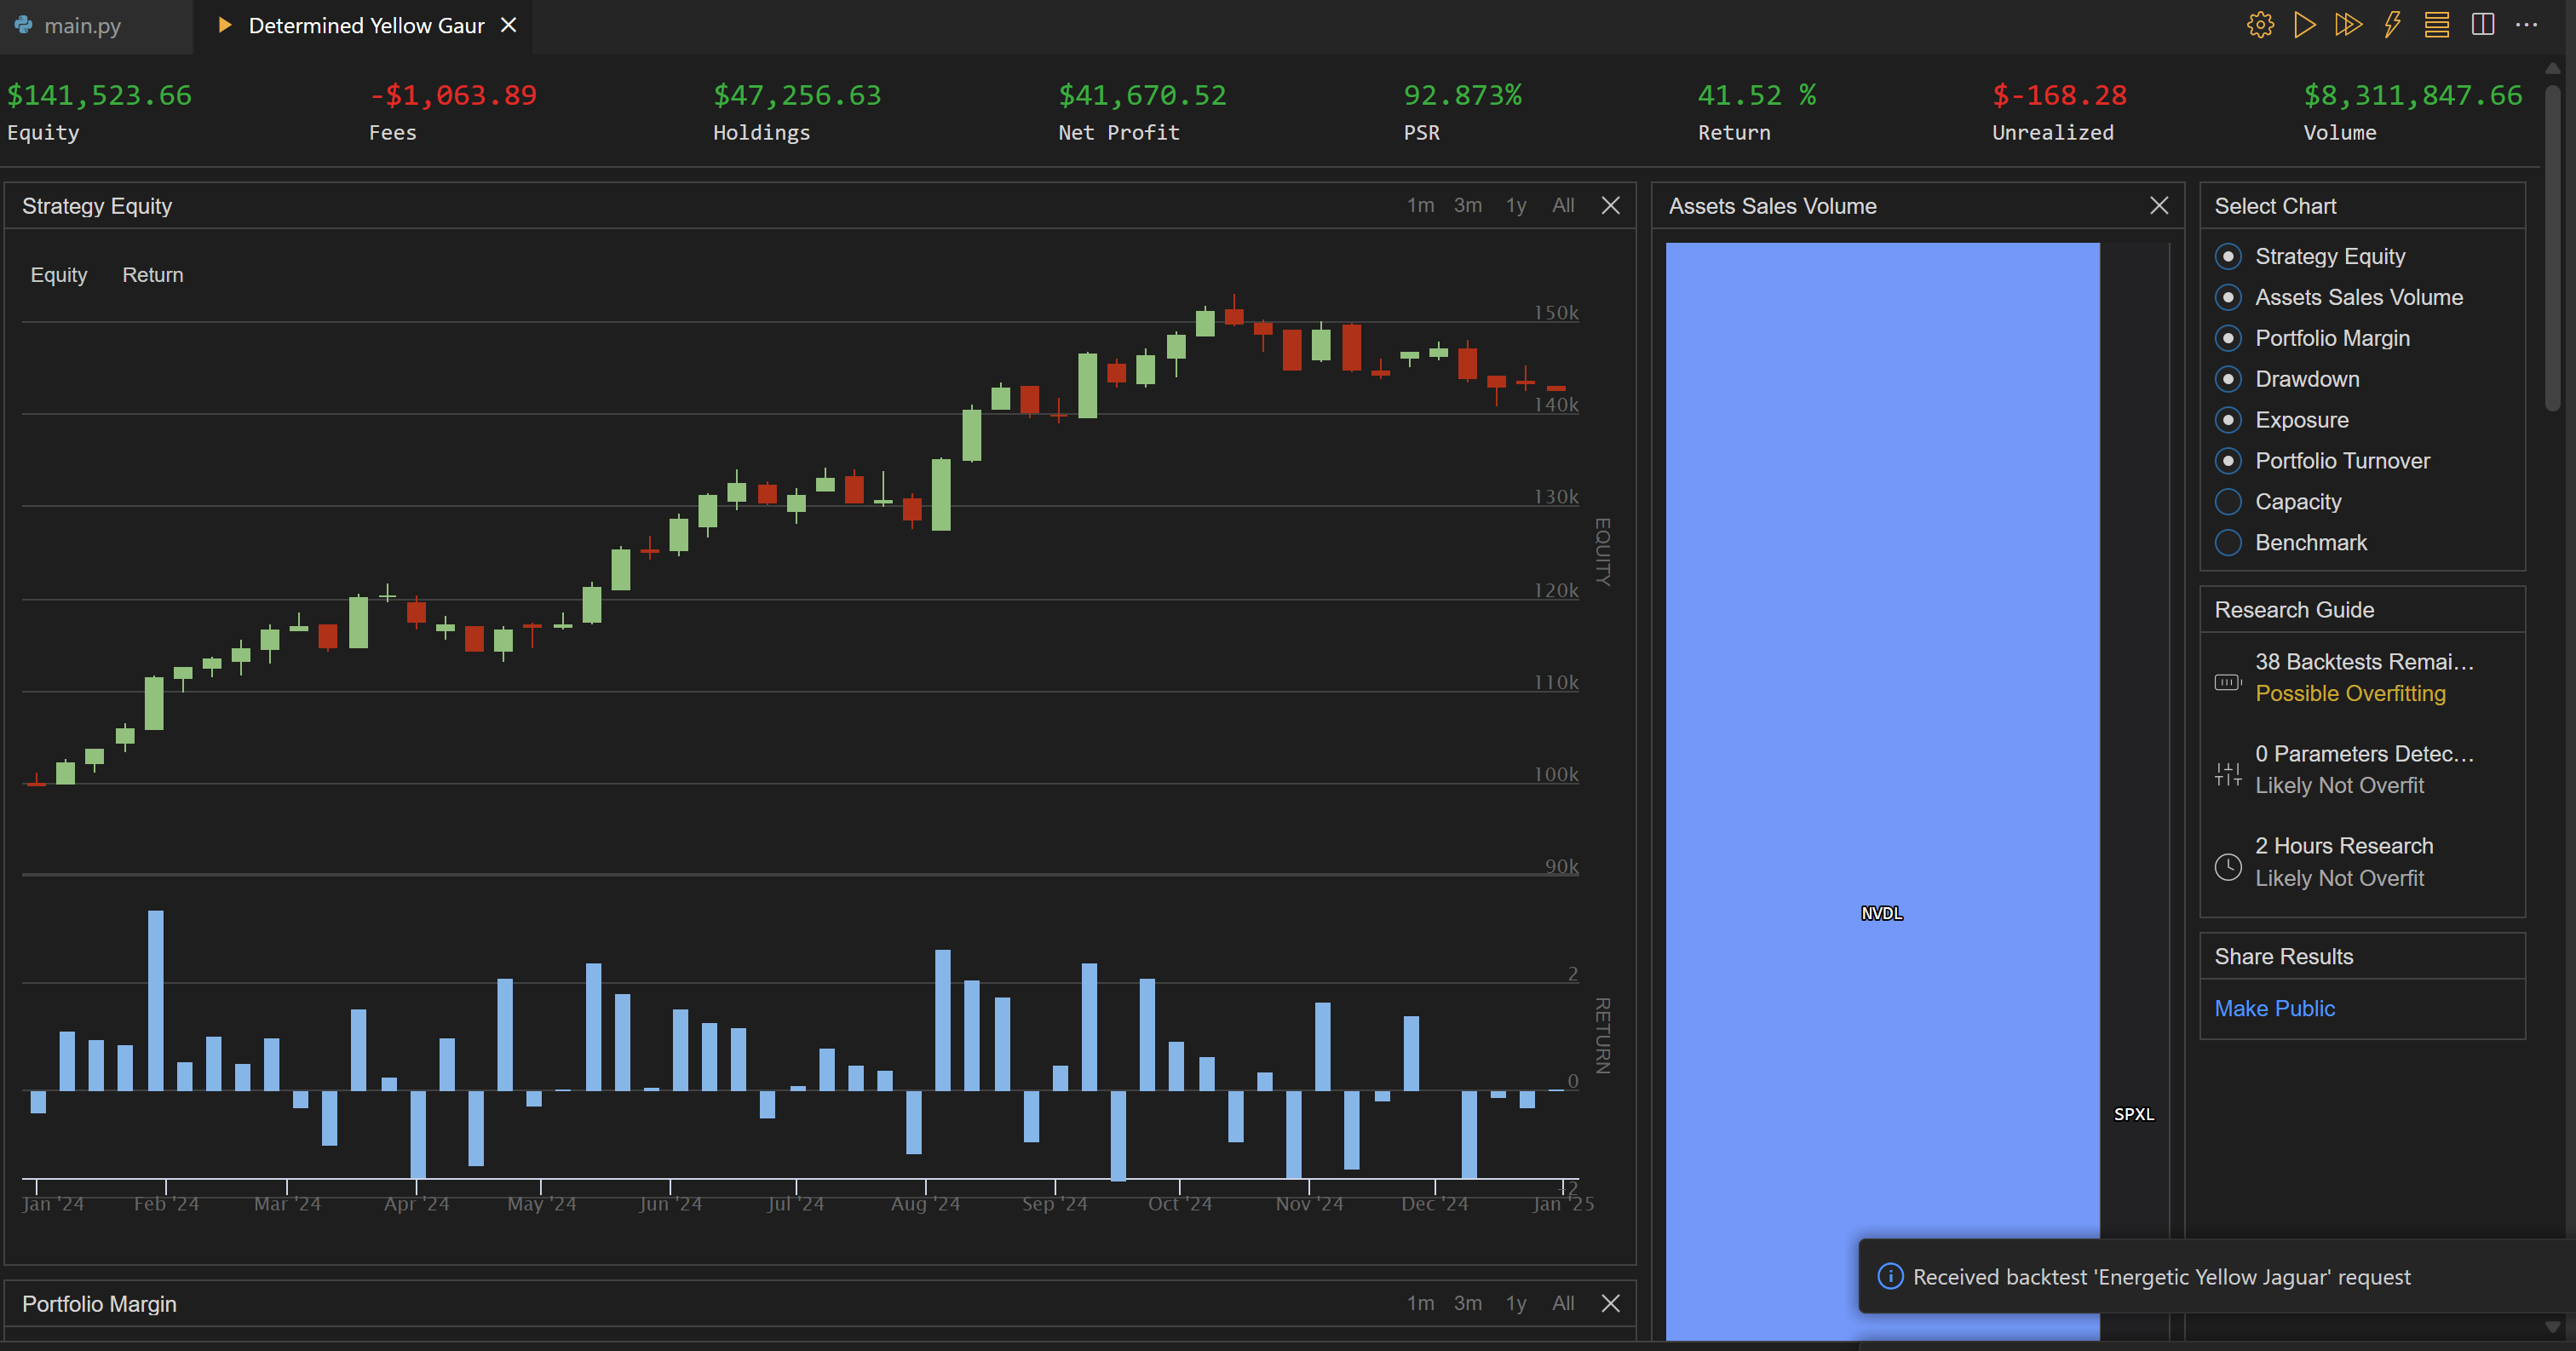 main.py
Determined Yellow Gaur
$141,523.66
Equity
-$1,063.89
Fees
$47,256.63
Holdings
$41,670.52
Net Profit
92.873%
PSR
41.52 %
Return
$-168.28
Unrealized
$8,311,847.66
Volume
Strategy Equity
1m 3m 1y All
Equity Return
150k
140k
130k
120k
110k
100k
90k
EQUITY
2
0
-2
RETURN
Jan '24 Feb '24 Mar '24 Apr '24 May '24 Jun '24 Jul '24 Aug '24 Sep '24 Oct '24 Nov '24 Dec '24 Jan '25
Portfolio Margin
1m 3m 1y All
Assets Sales Volume
NVDL
SPXL
Select Chart
Strategy Equity
Assets Sales Volume
Portfolio Margin
Drawdown
Exposure
Portfolio Turnover
Capacity
Benchmark
Research Guide
38 Backtests Remai...
Possible Overfitting
0 Parameters Detec...
Likely Not Overfit
2 Hours Research
Likely Not Overfit
Share Results
Make Public
Received backtest 'Energetic Yellow Jaguar' request